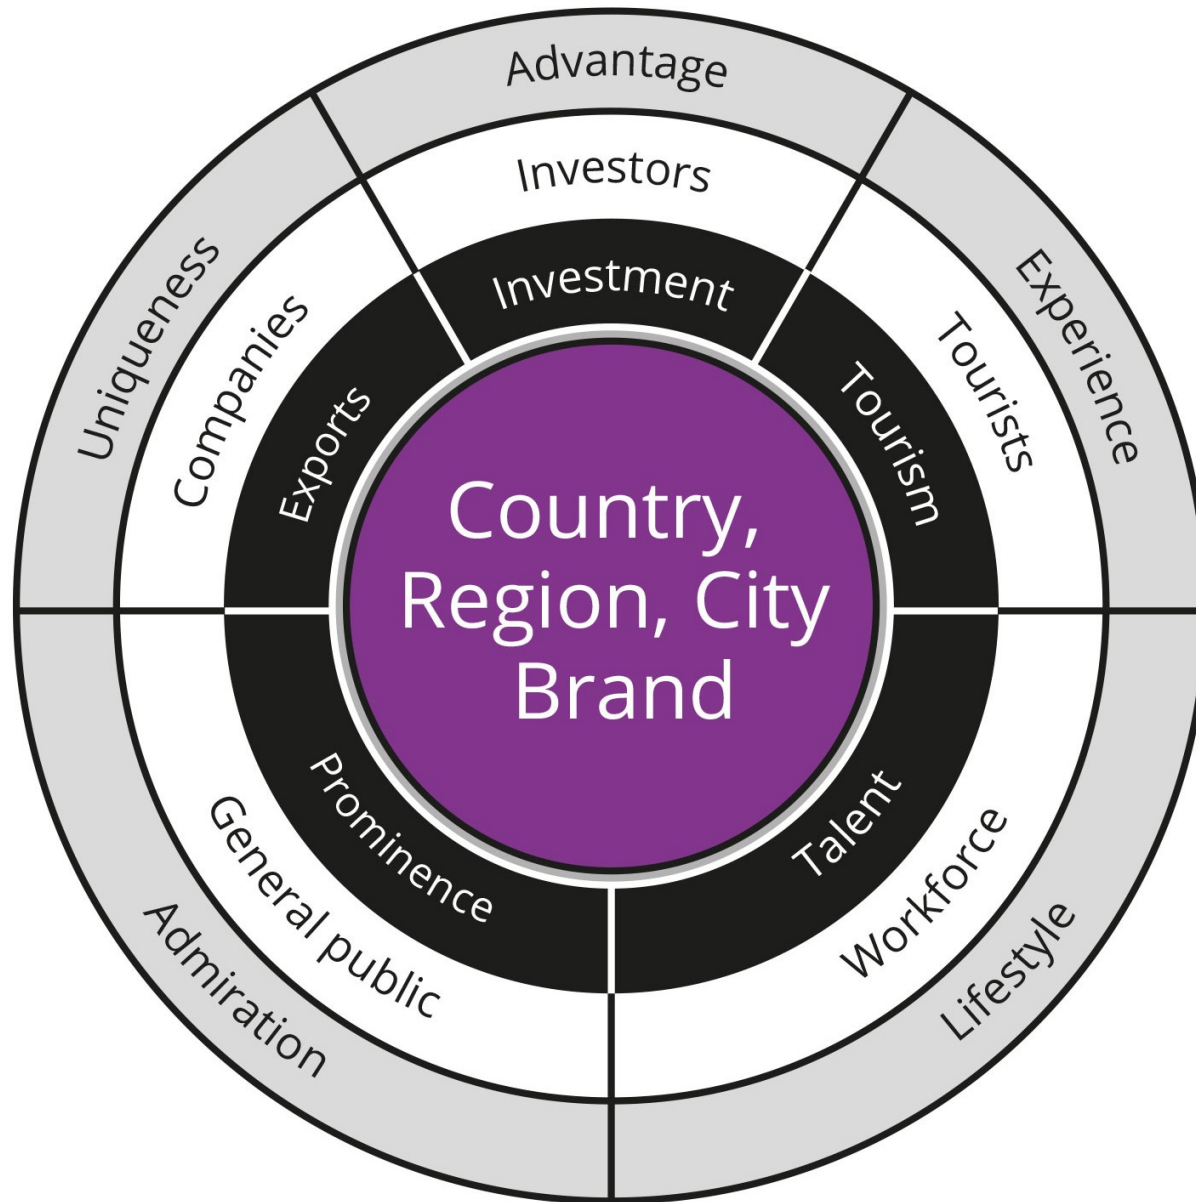 Advantage
Investors
Investment
Experience
Tourists
Tourism
Uniqueness
Companies
Exports
Country,
Region, City
Brand
Prominence
General public
Admiration
Talent
Workforce
Lifestyle